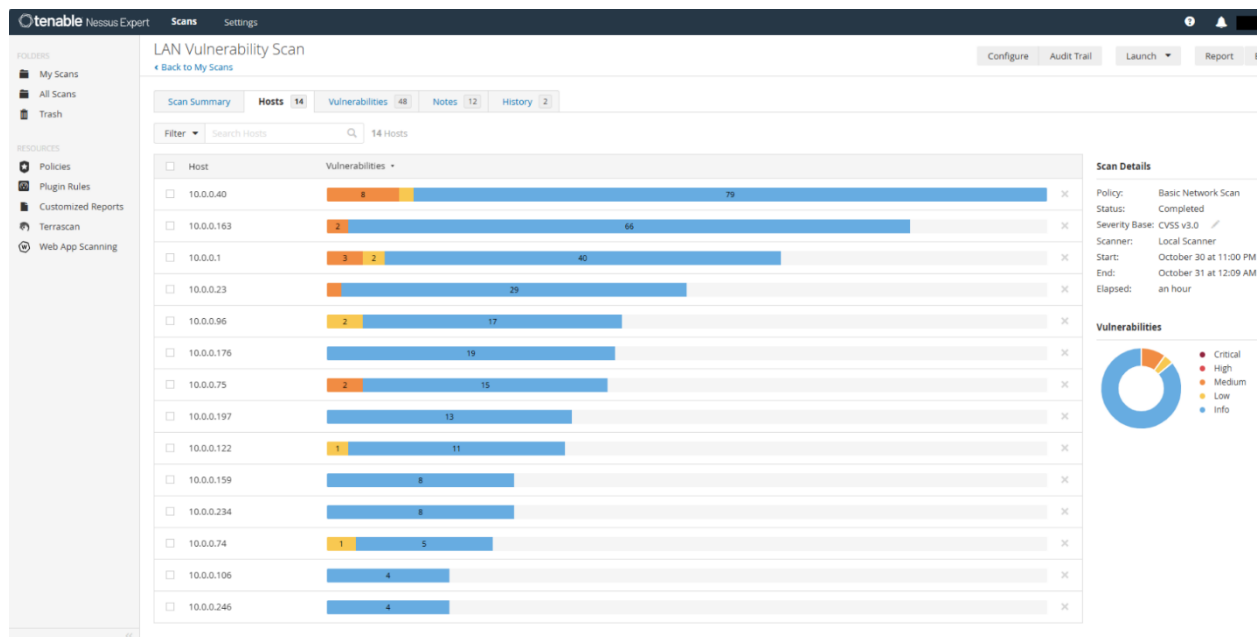 tenable Nessus Expert Scans Settings
FOLDERS
My Scans
All Scans
Trash
RESOURCES
Policies
Plugin Rules
Customized Reports
Terrascan
Web App Scanning
LAN Vulnerability Scan
Back to My Scans
Configure Audit Trail Launch Report
Scan Summary Hosts 14 Vulnerabilities 48 Notes 12 History 2
Filter Search Hosts 14 Hosts
Host Vulnerabilities
10.0.0.40 8 79
10.0.0.163 2 66
10.0.0.1 3 2 40
10.0.0.23 29
10.0.0.96 2 17
10.0.0.176 19
10.0.0.75 2 15
10.0.0.197 13
10.0.0.122 1 11
10.0.0.159 8
10.0.0.234 8
10.0.0.74 1 5
10.0.0.106 4
10.0.0.246 4
Scan Details
Policy: Basic Network Scan
Status: Completed
Severity Base: CVSS v3.0
Scanner: Local Scanner
Start: October 30 at 11:00 PM
End: October 31 at 12:09 AM
Elapsed: an hour
Vulnerabilities
Critical
High
Medium
Low
Info